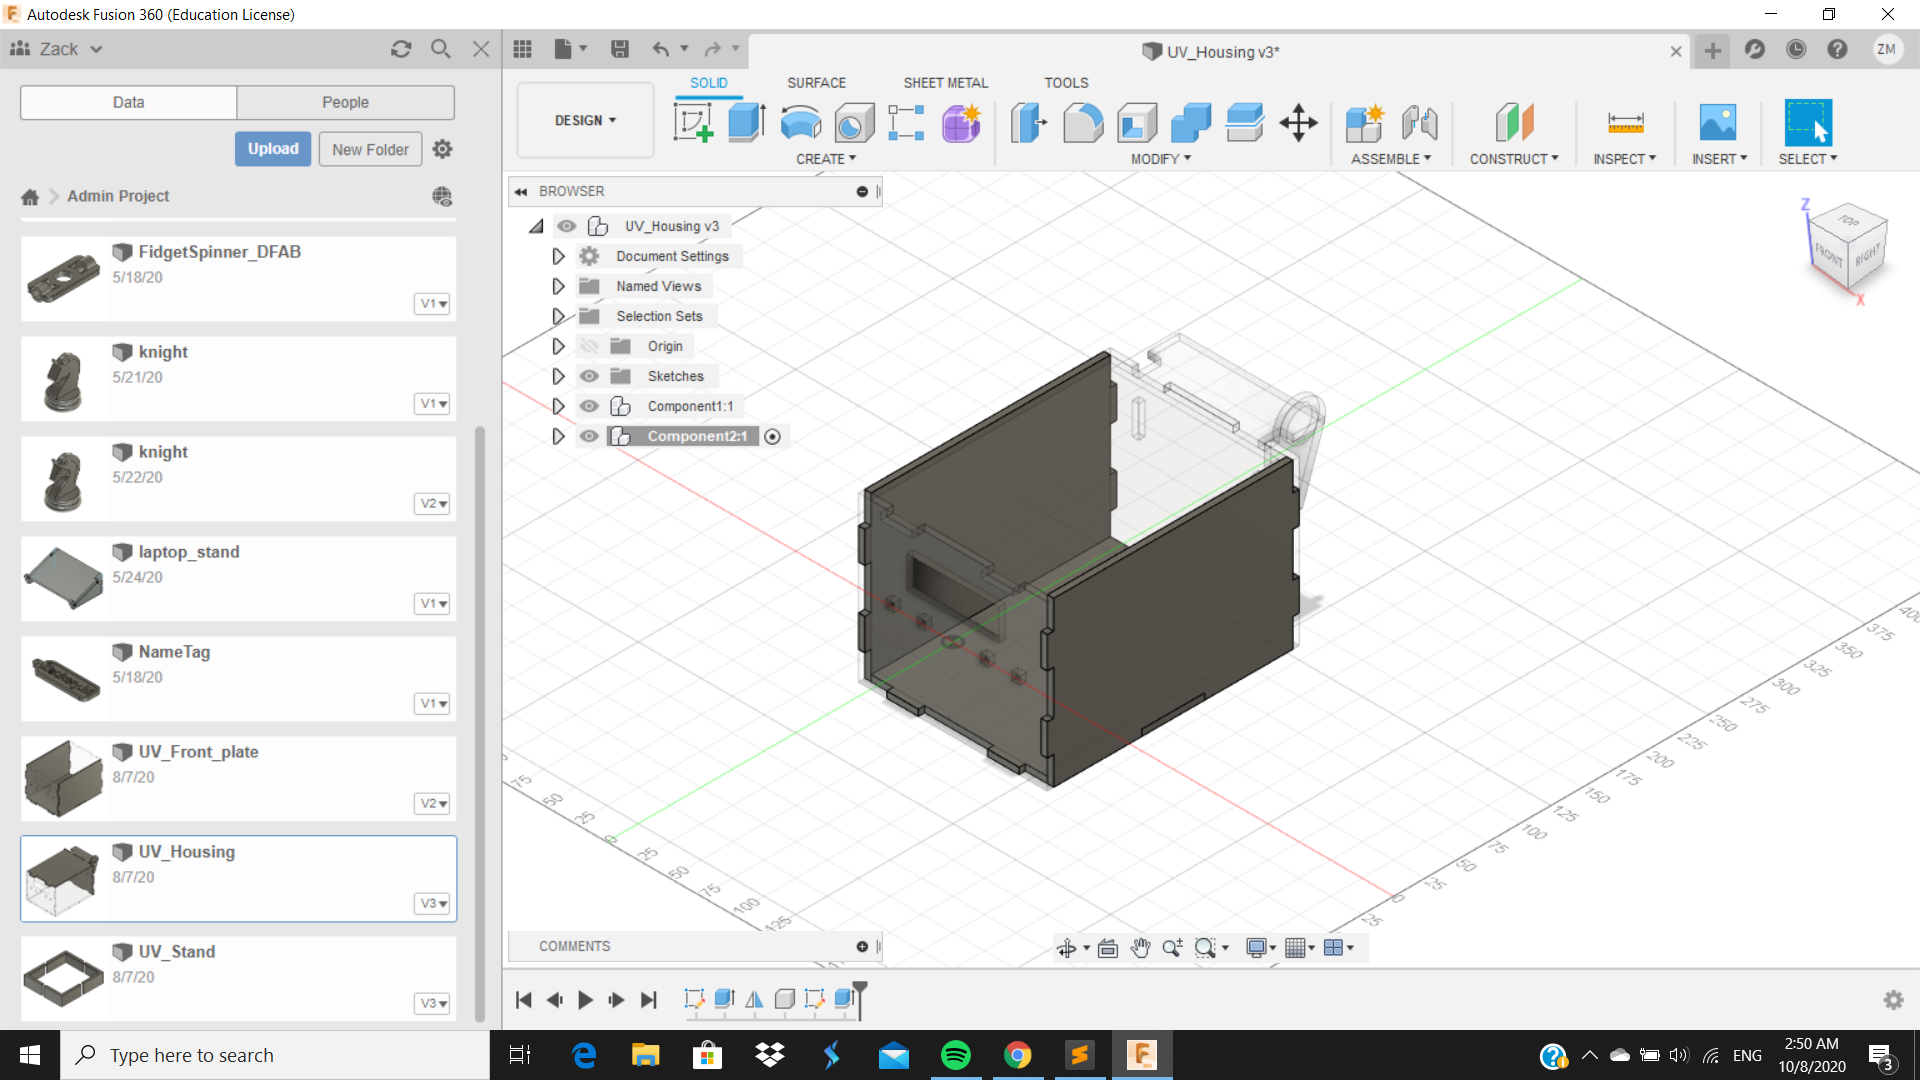 Autodesk Fusion 360 (Education License)
Zack
UV_Housing v3*
ZM
Data
People
SOLID
SURFACE
SHEET METAL
TOOLS
DESIGN
Upload
New Folder
CREATE
MODIFY
ASSEMBLE
CONSTRUCT
INSPECT
INSERT
SELECT
Admin Project
BROWSER
UV_Housing v3
Document Settings
Named Views
Selection Sets
Origin
Sketches
Component1:1
Component2:1
Z
TOP
FRONT
RIGHT
X
FidgetSpinner_DFAB
5/18/20
V1
knight
5/21/20
V1
knight
5/22/20
V2
laptop_stand
5/24/20
V1
NameTag
5/18/20
V1
UV_Front_plate
8/7/20
V2
UV_Housing
8/7/20
V3
UV_Stand
8/7/20
V3
400
375
350
325
300
275
250
225
200
175
150
125
100
75
50
25
0
25
75
50
25
0
25
50
75
100
125
COMMENTS
Type here to search
ENG
2:50 AM
10/8/2020
3